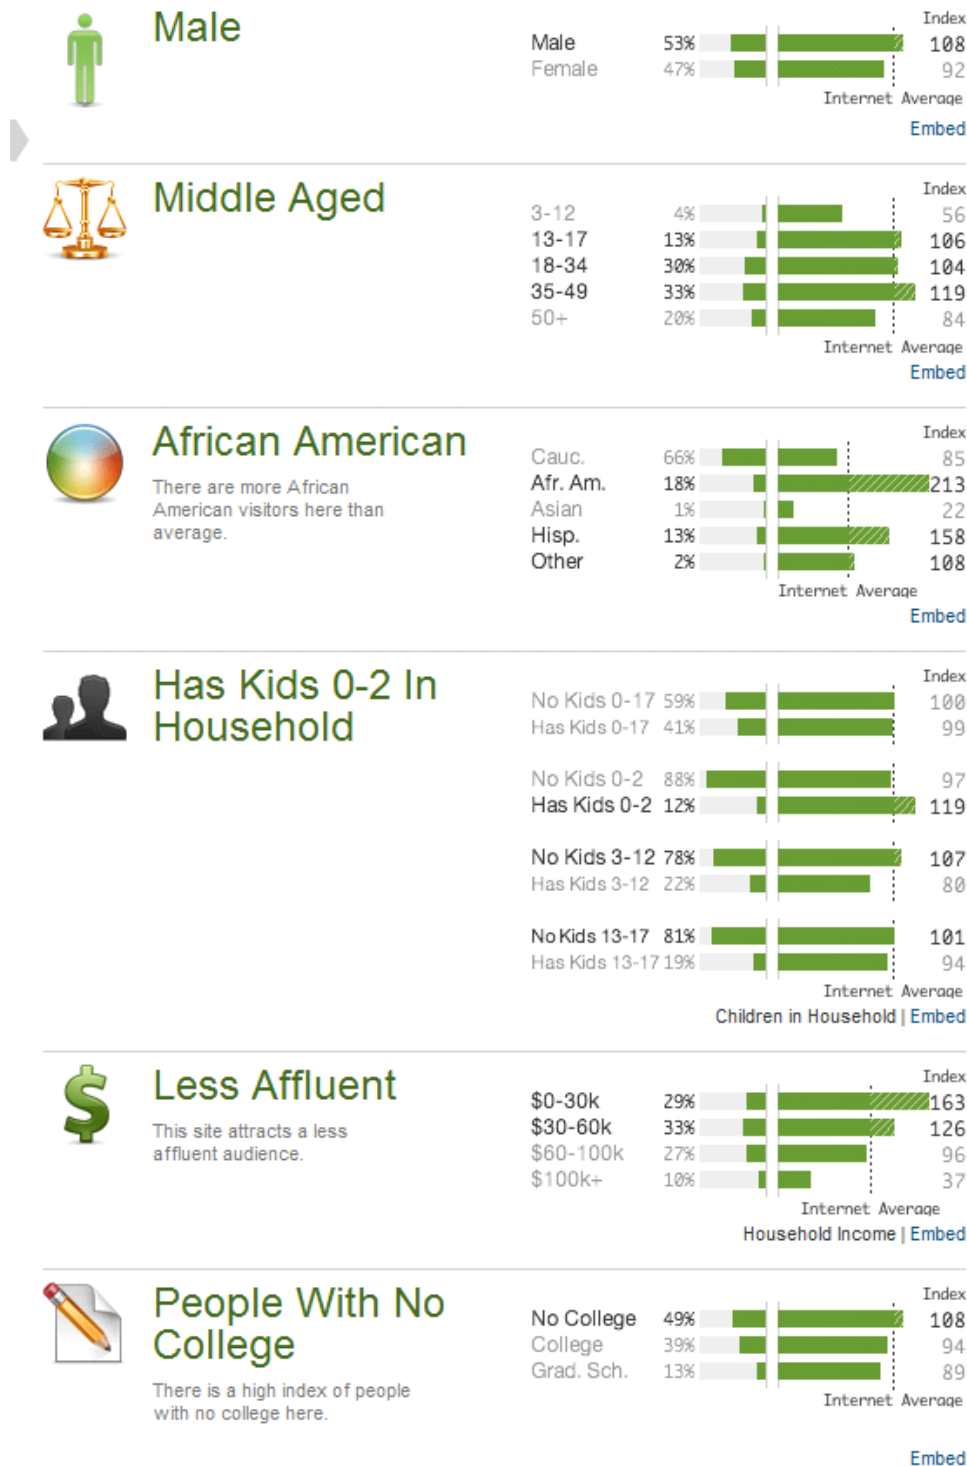 Male
Index
Male 53% 108
Female 47% 92
Internet Average
Embed
Middle Aged
Index
3-12 4% 56
13-17 13% 106
18-34 30% 104
35-49 33% 119
50+ 20% 84
Internet Average
Embed
African American
There are more African
American visitors here than
average.
Index
Cauc. 66% 85
Afr. Am. 18% 213
Asian 1% 22
Hisp. 13% 158
Other 2% 108
Internet Average
Embed
Has Kids 0-2 In
Household
Index
No Kids 0-17 59% 100
Has Kids 0-17 41% 99
No Kids 0-2 88% 97
Has Kids 0-2 12% 119
No Kids 3-12 78% 107
Has Kids 3-12 22% 80
No Kids 13-17 81% 101
Has Kids 13-17 19% 94
Internet Average
Children in Household | Embed
Less Affluent
This site attracts a less
affluent audience.
Index
$0-30k 29% 163
$30-60k 33% 126
$60-100k 27% 96
$100k+ 10% 37
Internet Average
Household Income | Embed
People With No
College
There is a high index of people
with no college here.
Index
No College 49% 108
College 39% 94
Grad. Sch. 13% 89
Internet Average
Embed